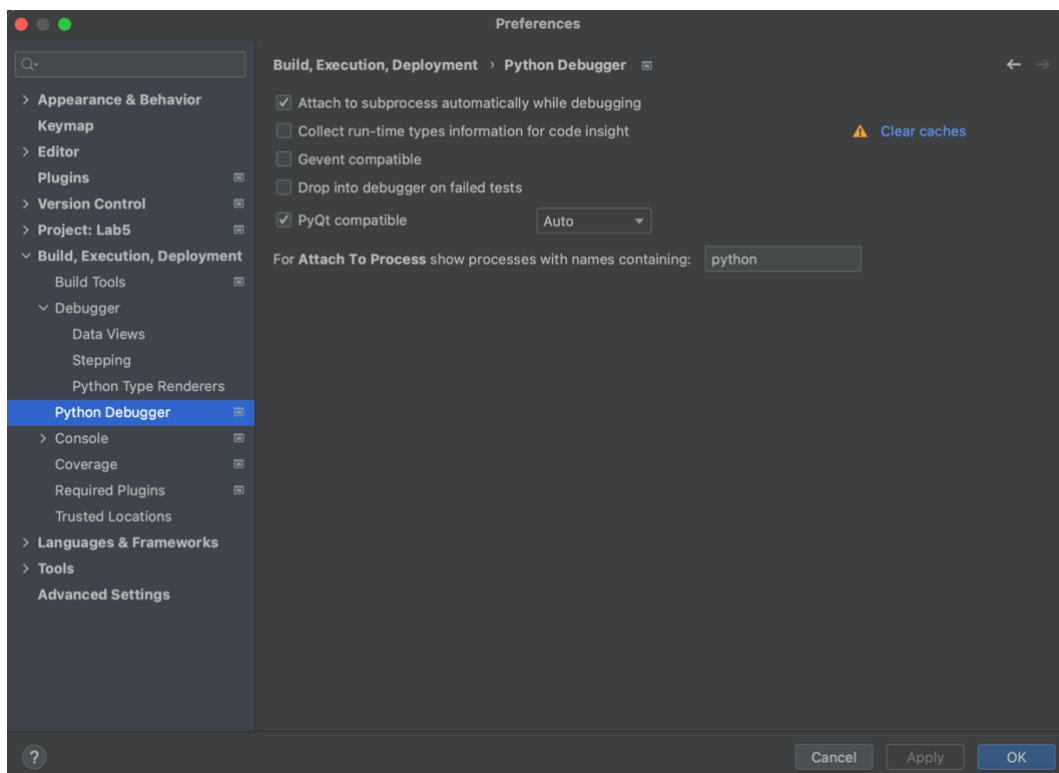 Preferences
Appearance & Behavior
Keymap
Editor
Plugins
Version Control
Project: Lab5
Build, Execution, Deployment
Build Tools
Debugger
Data Views
Stepping
Python Type Renderers
Python Debugger
Console
Coverage
Required Plugins
Trusted Locations
Languages & Frameworks
Tools
Advanced Settings
Build, Execution, Deployment › Python Debugger
Attach to subprocess automatically while debugging
Collect run-time types information for code insight Clear caches
Gevent compatible
Drop into debugger on failed tests
PyQt compatible Auto
For Attach To Process show processes with names containing: python
? Cancel Apply OK